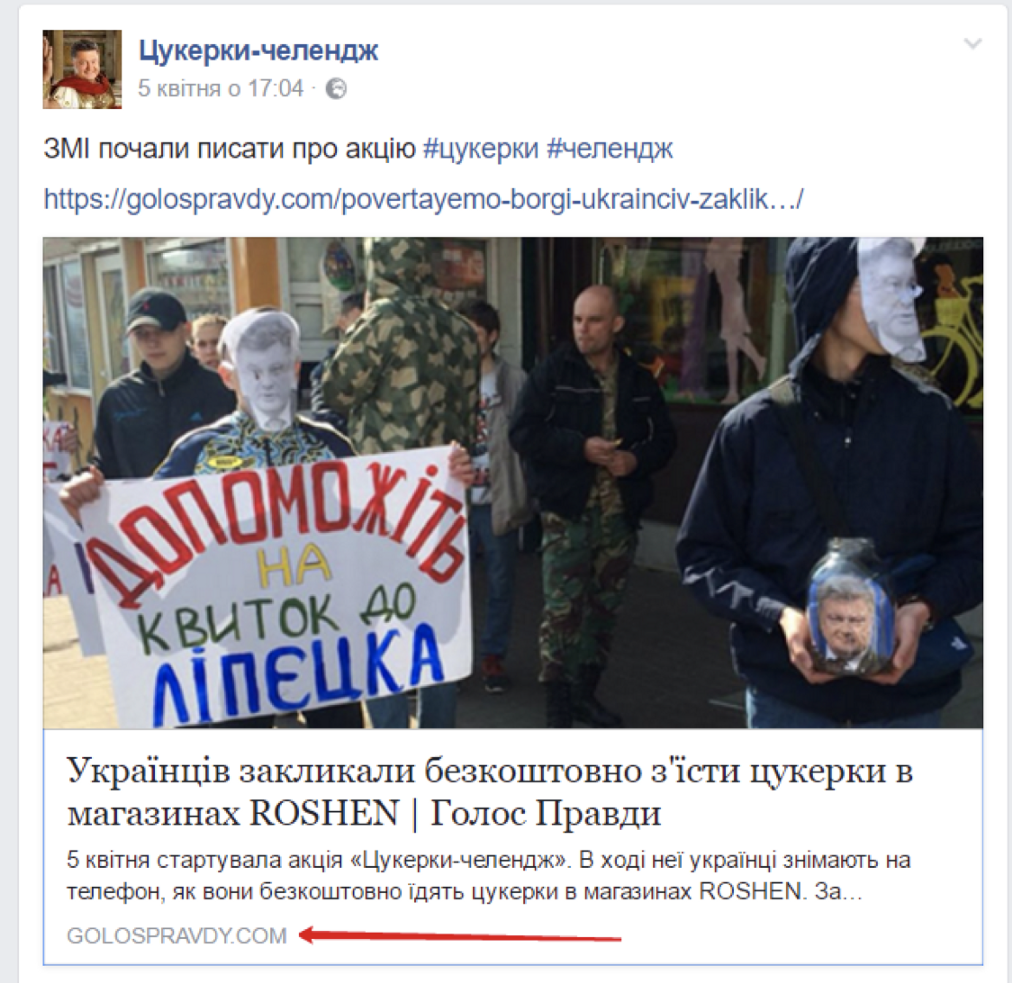 Цукерки-челендж
5 квітня о 17:04 ·
ЗМІ почали писати про акцію #цукерки #челендж
https://golospravdy.com/povertayemo-borgi-ukrainciv-zaklik…/
ДОПОМОЖІТЬ
НА
КВИТОК ДО
ЛІПЄЦКА
Українців закликали безкоштовно з'їсти цукерки в
магазинах ROSHEN | Голос Правди
5 квітня стартувала акція «Цукерки-челендж». В ході неї українці знімають на
телефон, як вони безкоштовно їдять цукерки в магазинах ROSHEN. За...
GOLOSPRAVDY.COM